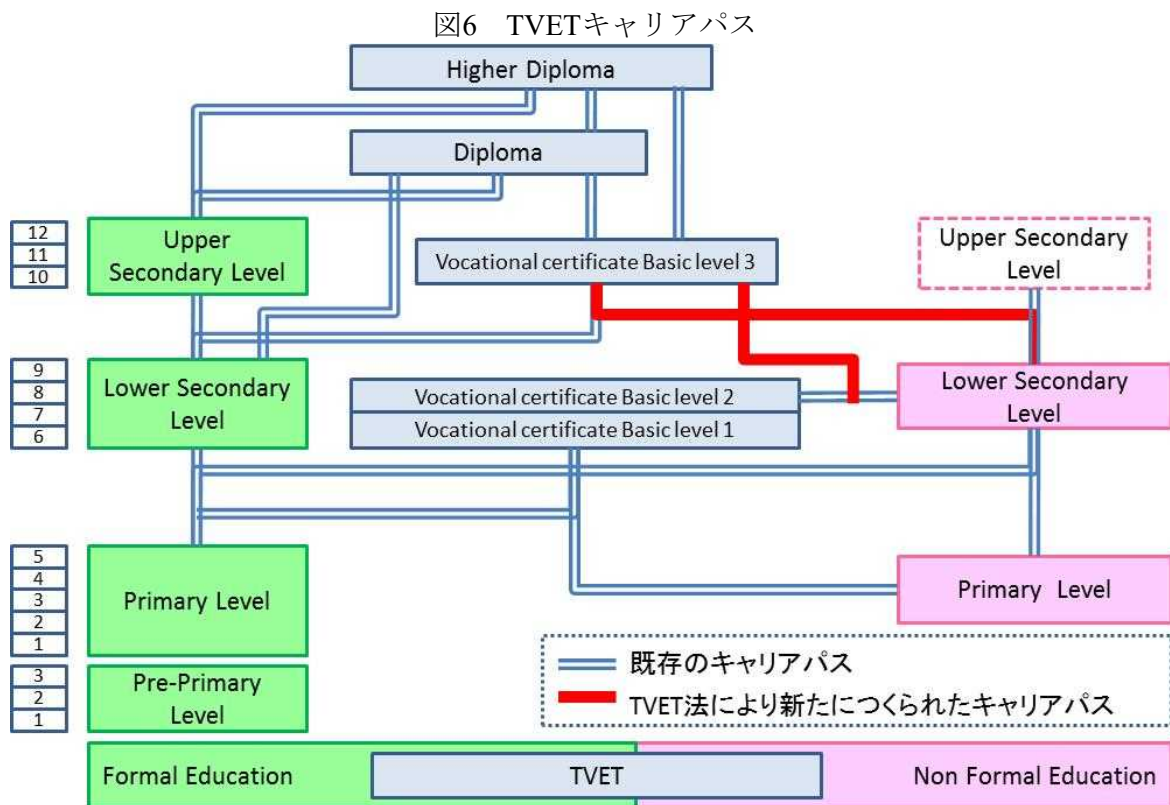 図6 TVETキャリアパス
Higher Diploma
Diploma
12
11
10
Upper
Secondary Level
Vocational certificate Basic level 3
Upper Secondary
Level
9
8
7
6
Lower Secondary
Level
Vocational certificate Basic level 2
Vocational certificate Basic level 1
Lower Secondary
Level
5
4
3
2
1
Primary Level
Primary Level
3
2
1
Pre-Primary
Level
既存のキャリアパス
TVET法により新たにつくられたキャリアパス
Formal Education
TVET
Non Formal Education